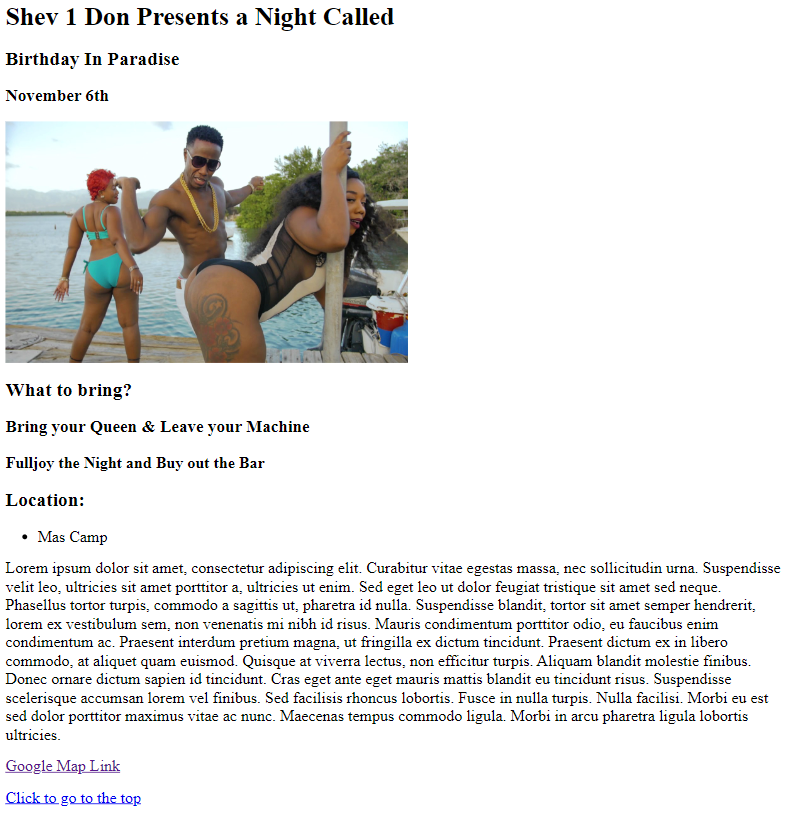 Shev 1 Don Presents a Night Called
Birthday In Paradise
November 6th
What to bring?
Bring your Queen & Leave your Machine
Fulljoy the Night and Buy out the Bar
Location:
• Mas Camp
Lorem ipsum dolor sit amet, consectetur adipiscing elit. Curabitur vitae egestas massa, nec sollicitudin urna. Suspendisse
velit leo, ultricies sit amet porttitor a, ultricies ut enim. Sed eget leo ut dolor feugiat tristique sit amet sed neque.
Phasellus tortor turpis, commodo a sagittis ut, pharetra id nulla. Suspendisse blandit, tortor sit amet semper hendrerit,
lorem ex vestibulum sem, non venenatis mi nibh id risus. Mauris condimentum porttitor odio, eu faucibus enim
condimentum ac. Praesent interdum pretium magna, ut fringilla ex dictum tincidunt. Praesent dictum ex in libero
commodo, at aliquet quam euismod. Quisque at viverra lectus, non efficitur turpis. Aliquam blandit molestie finibus.
Donec ornare dictum sapien id tincidunt. Cras eget ante eget mauris mattis blandit eu tincidunt risus. Suspendisse
scelerisque accumsan lorem vel finibus. Sed facilisis rhoncus lobortis. Fusce in nulla turpis. Nulla facilisi. Morbi eu est
sed dolor porttitor maximus vitae ac nunc. Maecenas tempus commodo ligula. Morbi in arcu pharetra ligula lobortis
ultricies.
Google Map Link
Click to go to the top